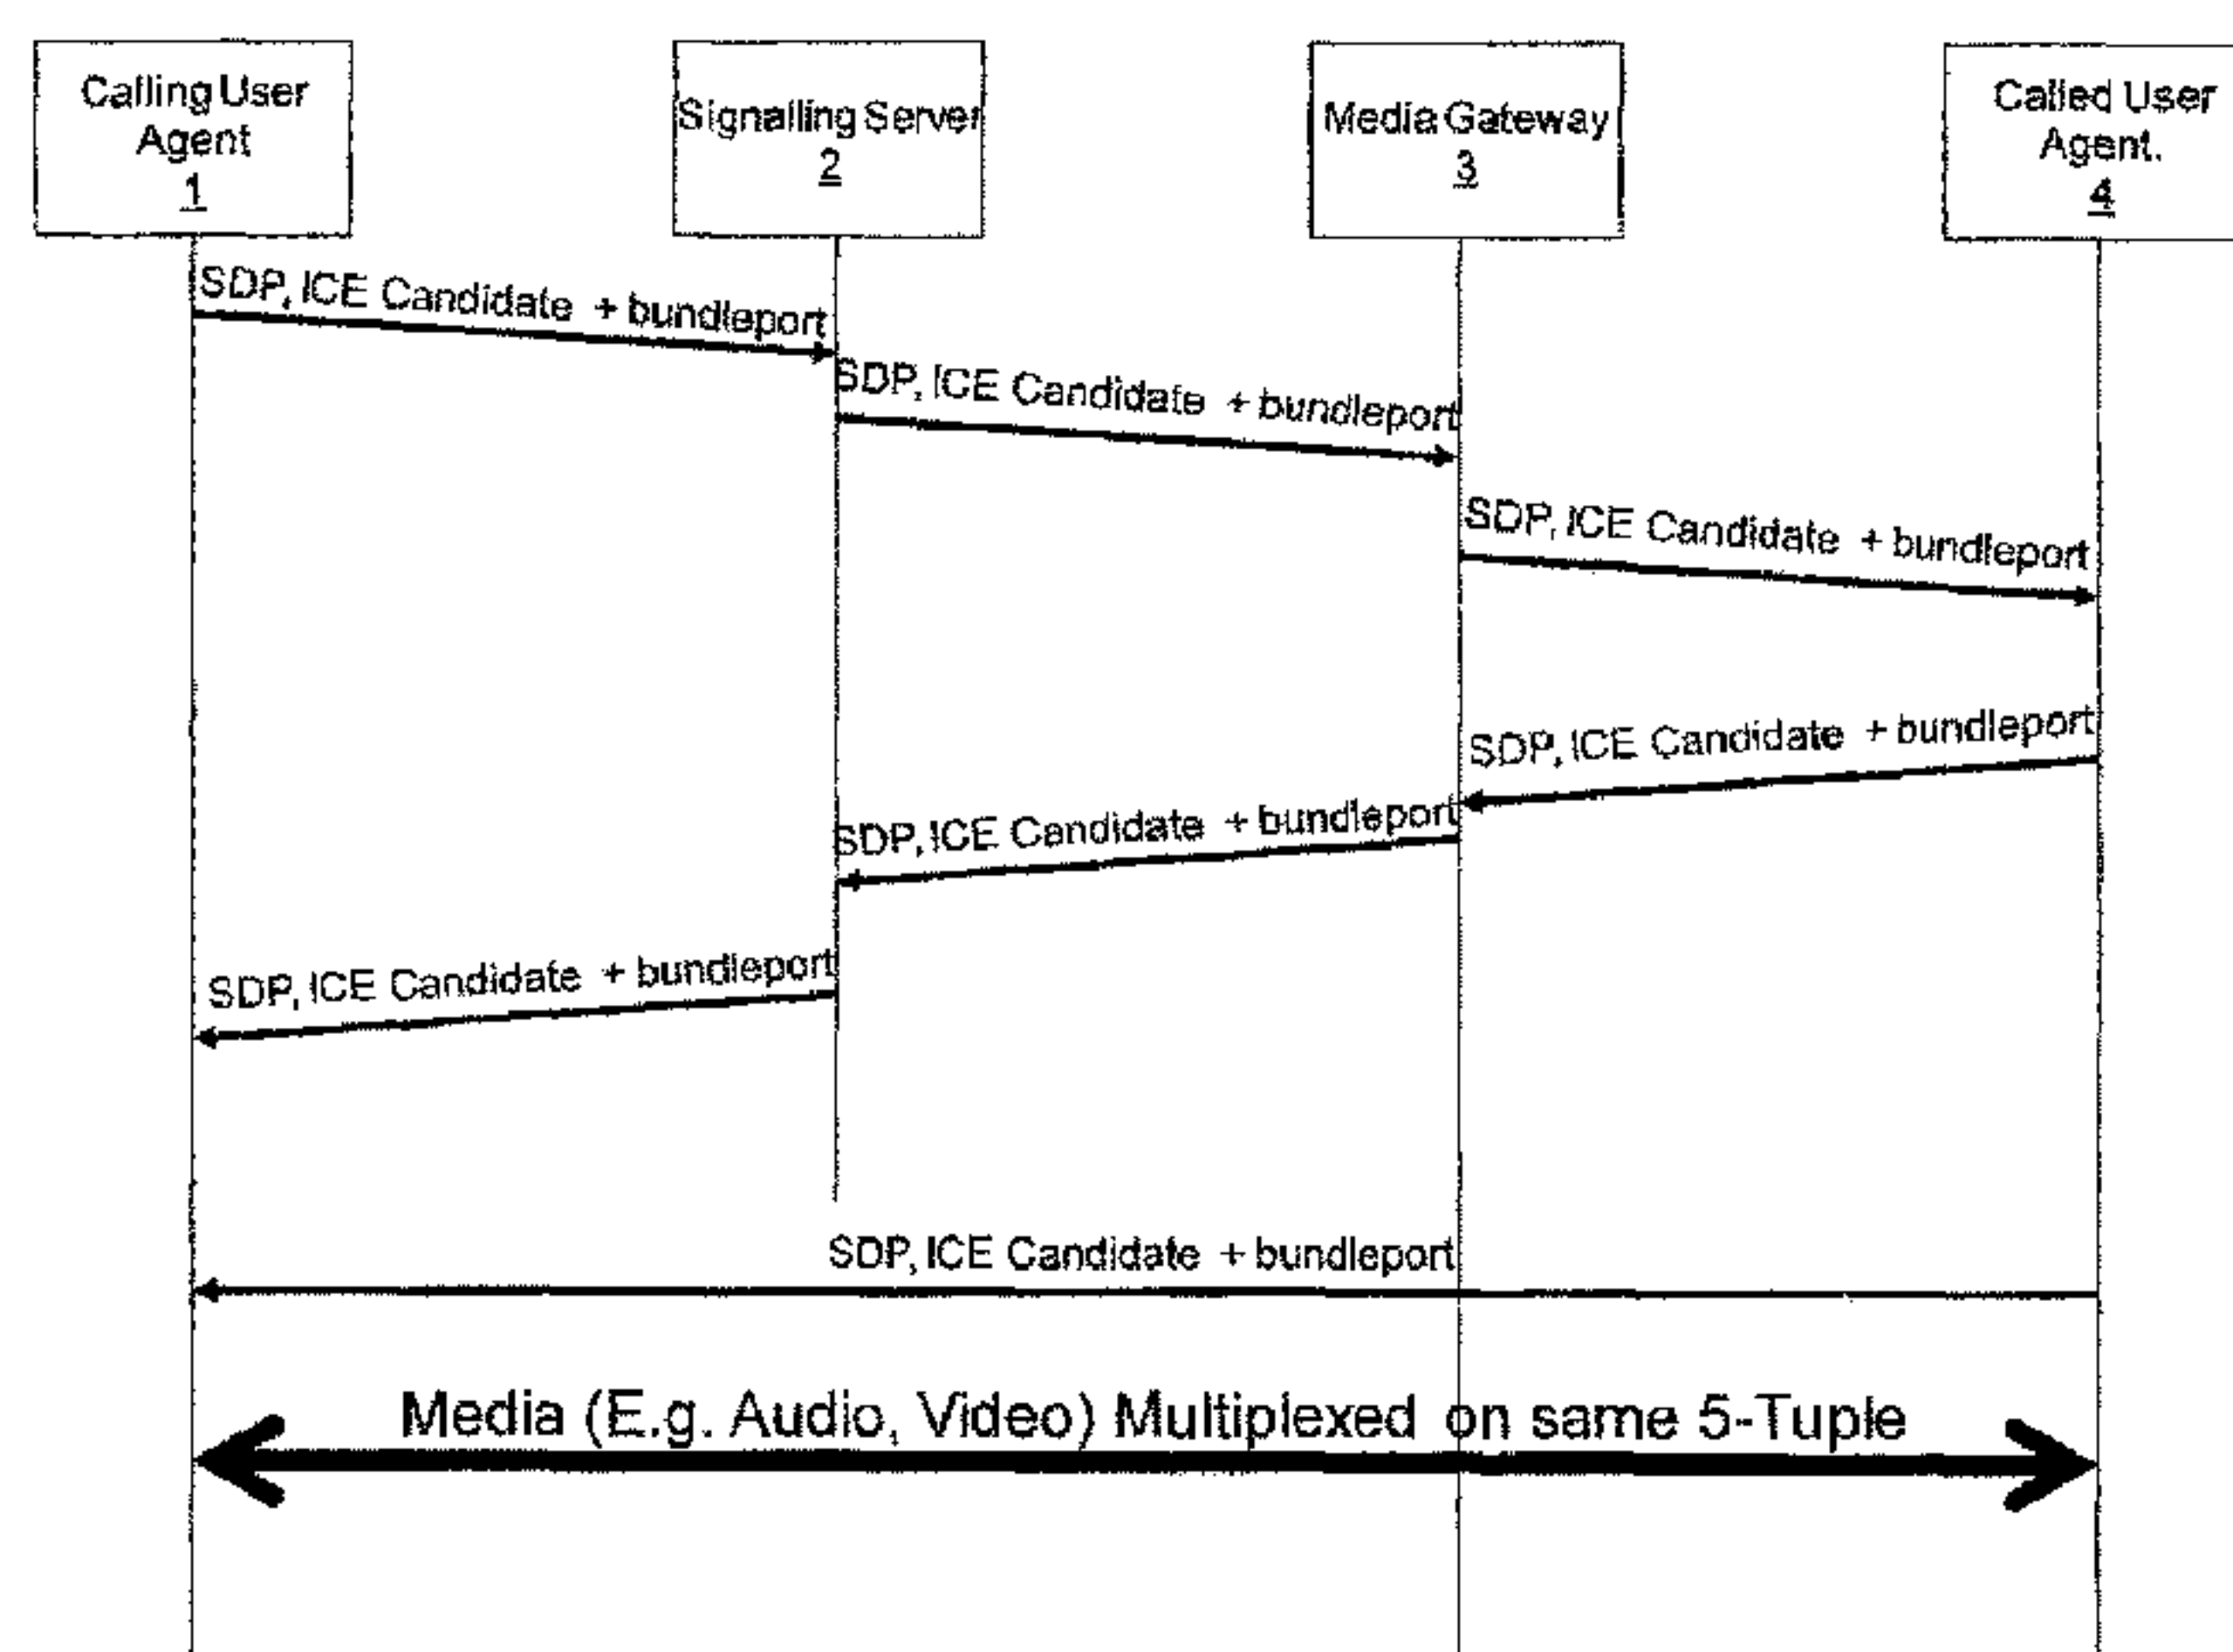 Calling User
Agent
1
Signalling Server
2
Media Gateway
3
Called User
Agent.
4
SDP, ICE Candidate + bundleport
SDP, ICE Candidate + bundleport
SDP, ICE Candidate + bundleport
SDP, ICE Candidate + bundleport
SDP, ICE Candidate + bundleport
SDP, ICE Candidate + bundleport
SDP, ICE Candidate + bundleport
Media (E.g. Audio, Video) Multiplexed on same 5-Tuple